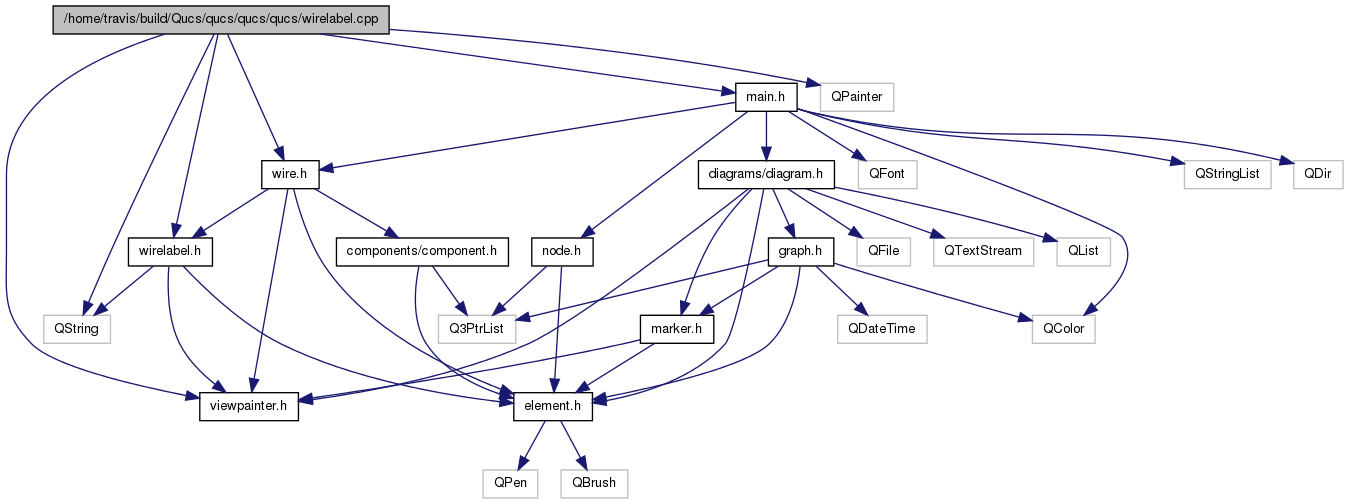 /home/travis/build/Qucs/qucs/qucs/qucs/wirelabel.cpp
main.h
QPainter
wire.h
diagrams/diagram.h
QFont
QStringList
QDir
wirelabel.h
components/component.h
node.h
graph.h
QFile
QTextStream
QList
QString
Q3PtrList
marker.h
QDateTime
QColor
viewpainter.h
element.h
QPen
QBrush